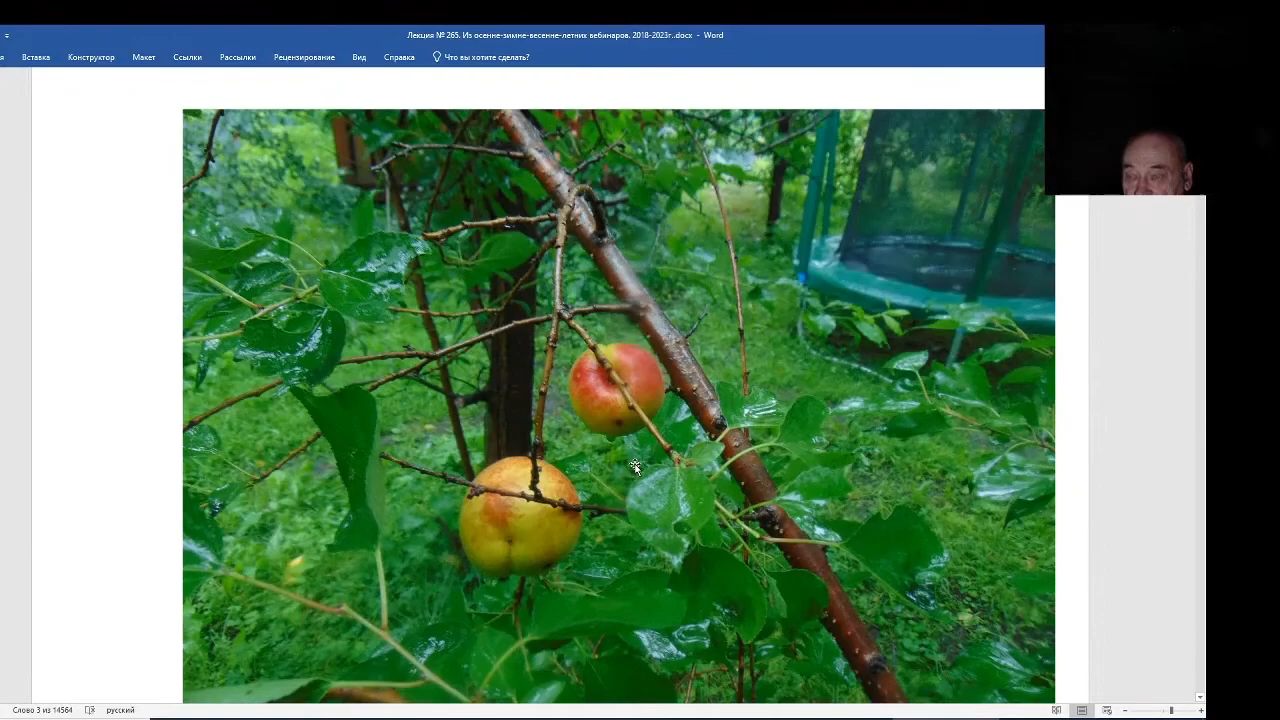 Лекция № 265. Из осенне-зимне-весенне-летних вебинаров. 2018-2023г..docx - Word
я Вставка Конструктор Макет Ссылки Рассылки Рецензирование Вид Справка Что вы хотите сделать?
Слово 3 из 14564 русский